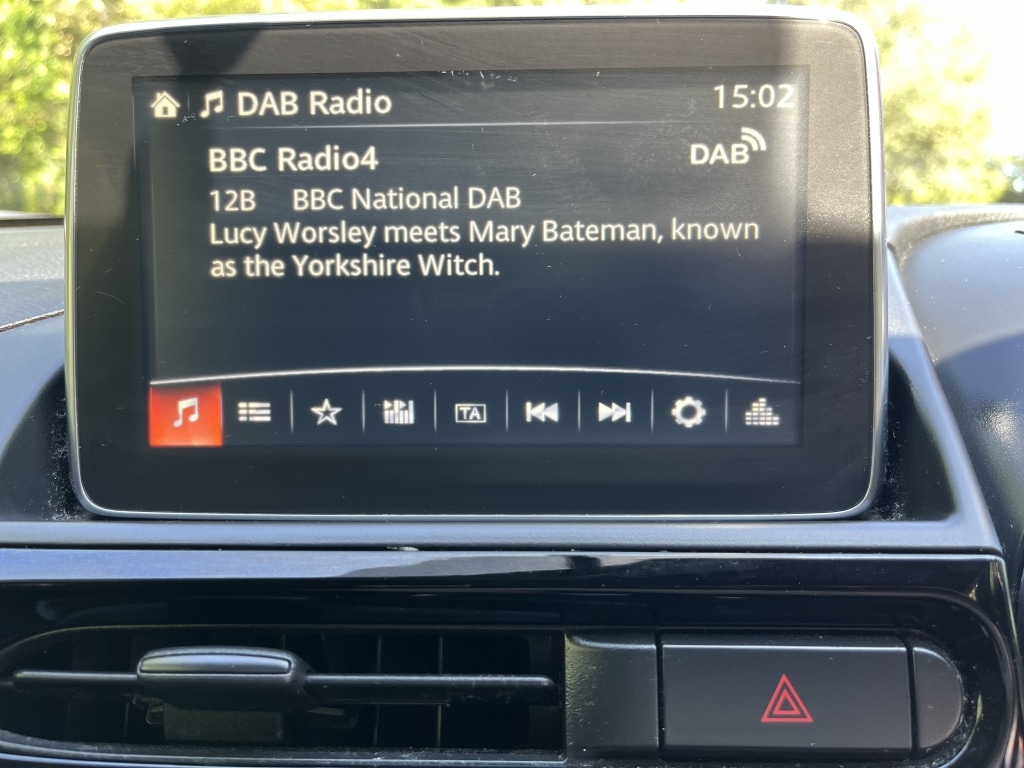 DAB Radio 15:02
BBC Radio4 DAB
12B BBC National DAB
Lucy Worsley meets Mary Bateman, known
as the Yorkshire Witch.
TA